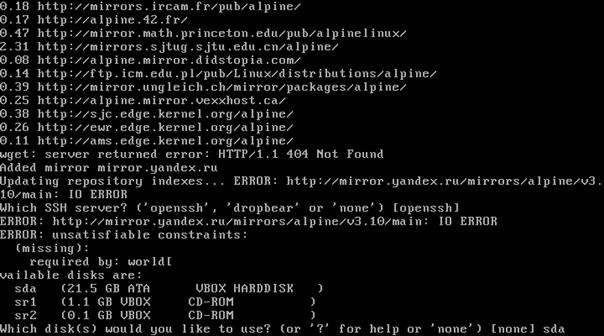 0.18 http://mirrors.ircam.fr/pub/alpine/
0.17 http://alpine.42.fr/
0.47 http://mirror.math.princeton.edu/pub/alpinelinux/
2.31 http://mirrors.sjtug.sjtu.edu.cn/alpine/
0.08 http://alpine.mirror.didstopia.com/
0.14 http://ftp.icm.edu.pl/pub/Linux/distributions/alpine/
0.39 http://mirror.ungleich.ch/mirror/packages/alpine/
0.25 http://alpine.mirror.vexxhost.ca/
0.38 http://sjc.edge.kernel.org/alpine/
0.26 http://ewr.edge.kernel.org/alpine/
0.11 http://ams.edge.kernel.org/alpine/
wget: server returned error: HTTP/1.1 404 Not Found
Added mirror mirror.yandex.ru
Updating repository indexes... ERROR: http://mirror.yandex.ru/mirrors/alpine/v3.
10/main: IO ERROR
Which SSH server? ('openssh', 'dropbear' or 'none') [openssh]
ERROR: http://mirror.yandex.ru/mirrors/alpine/v3.10/main: IO ERROR
ERROR: unsatisfiable constraints:
(missing):
required by: world[
vailable disks are:
sda (21.5 GB ATA VBOX HARDDISK )
sr1 (1.1 GB VBOX CD-ROM )
sr2 (0.1 GB VBOX CD-ROM )
Which disk(s) would you like to use? (or '?' for help or 'none') [none] sda